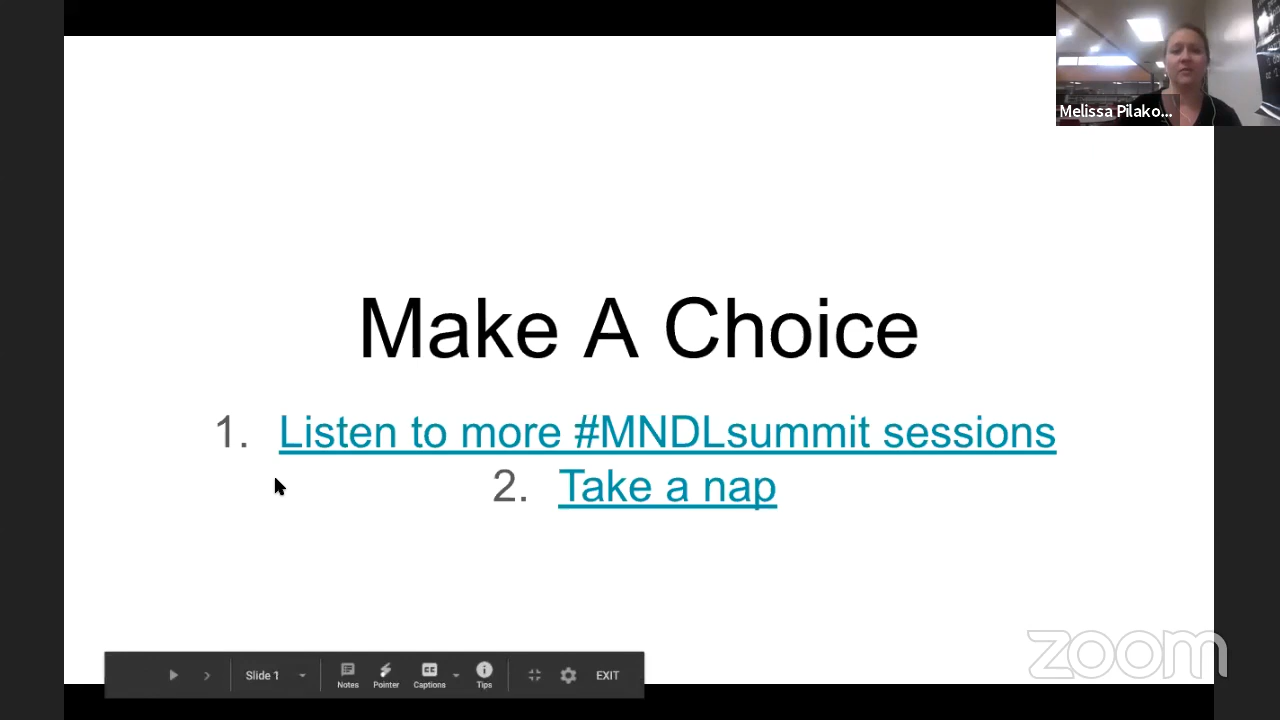 Melissa Pilako...
Make A Choice
1. Listen to more #MNDLsummit sessions
2. Take a nap
zoom
Slide 1
Notes
Pointer
CC
Captions
Tips
EXIT